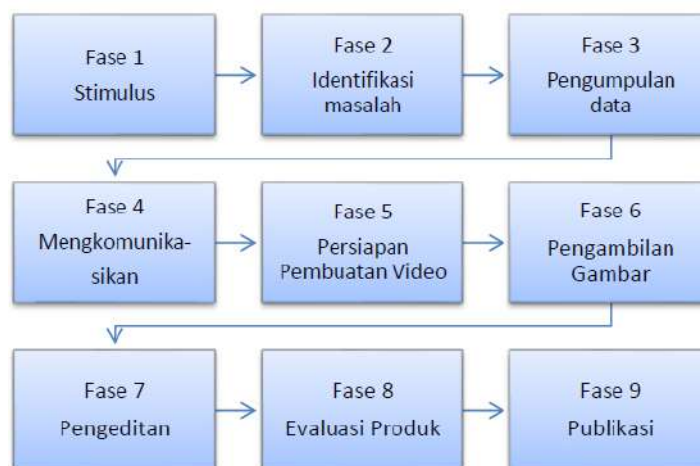 Fase 1
Stimulus
Fase 2
Identifikasi
masalah
Fase 3
Pengumpulan
data
Fase 4
Mengkomunika-
sikan
Fase 5
Persiapan
Pembuatan Video
Fase 6
Pengambilan
Gambar
Fase 7
Pengeditan
Fase 8
Evaluasi Produk
Fase 9
Publikasi